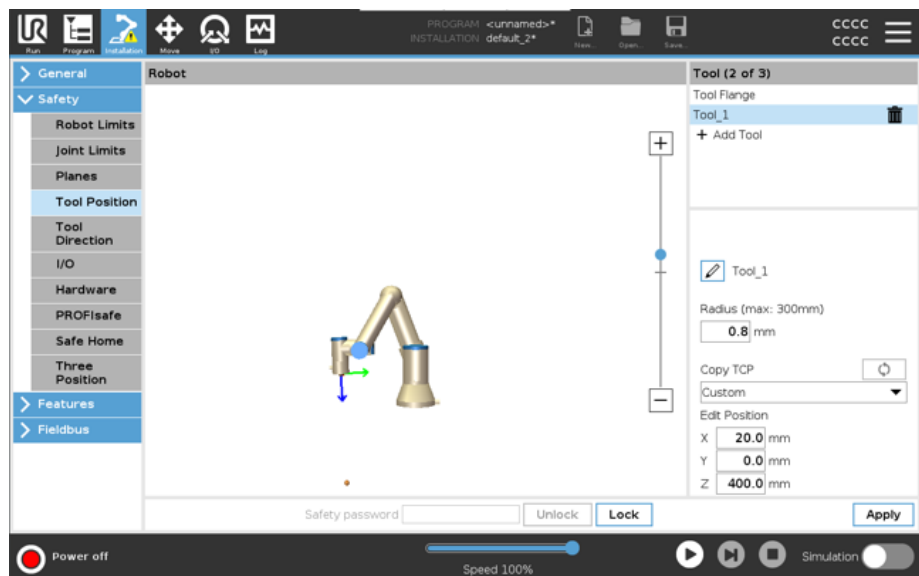 PROGRAM <unnamed>*
INSTALLATION default_2*
cccc
cccc
Run Program Installation Move I/O Log New... Open... Save...
General
Safety
Robot Limits
Joint Limits
Planes
Tool Position
Tool
Direction
I/O
Hardware
PROFIsafe
Safe Home
Three
Position
Features
Fieldbus
Robot
Tool (2 of 3)
Tool Flange
Tool_1
+ Add Tool
Tool_1
Radius (max: 300mm)
0.8 mm
Copy TCP
Custom
Edit Position
X 20.0 mm
Y 0.0 mm
Z 400.0 mm
Safety password Unlock Lock Apply
Power off
Speed 100%
Simulation